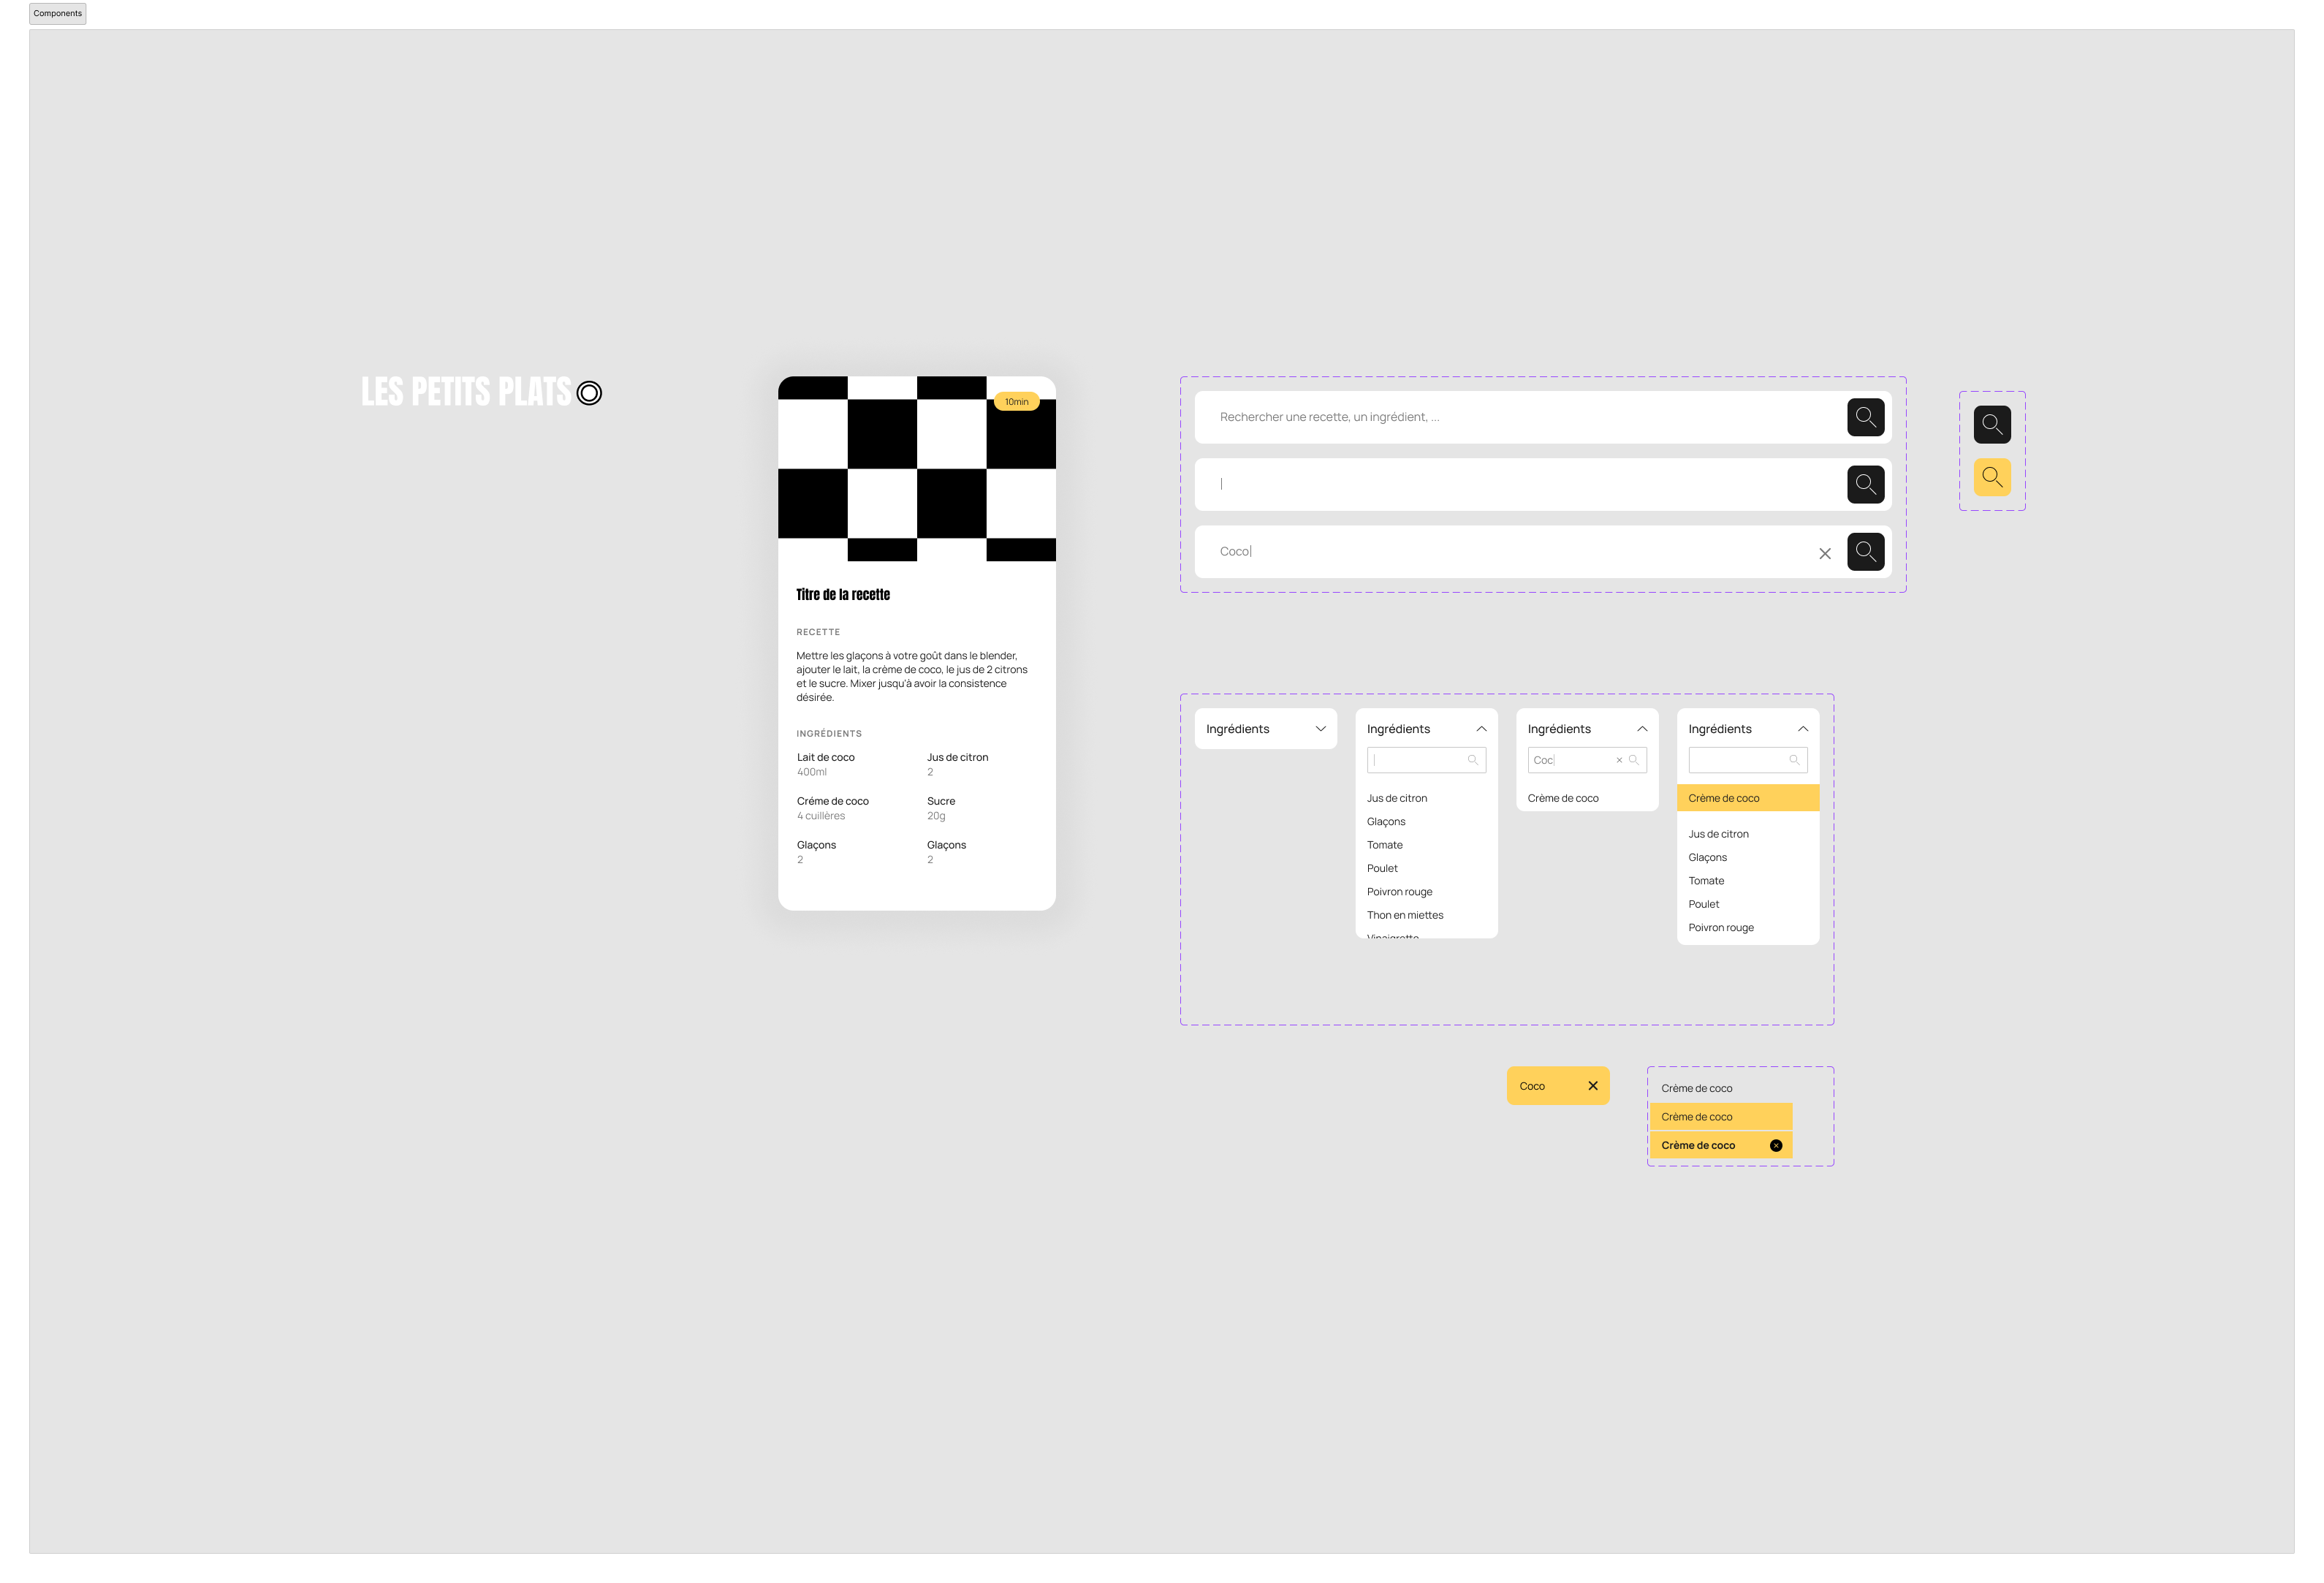 Components
LES PETITS PLATS
10min
Titre de la recette
RECETTE
Mettre les glaçons à votre goût dans le blender,
ajouter le lait, la crème de coco, le jus de 2 citrons
et le sucre. Mixer jusqu'à avoir la consistence
désirée.
INGRÉDIENTS
Lait de coco
400ml
Jus de citron
2
Créme de coco
4 cuillères
Sucre
20g
Glaçons
2
Glaçons
2
Rechercher une recette, un ingrédient, ...
Coco
Ingrédients
Ingrédients
Jus de citron
Glaçons
Tomate
Poulet
Poivron rouge
Thon en miettes
Vinaigrette
Ingrédients
Coc
Crème de coco
Ingrédients
Crème de coco
Jus de citron
Glaçons
Tomate
Poulet
Poivron rouge
Coco
Crème de coco
Crème de coco
Crème de coco